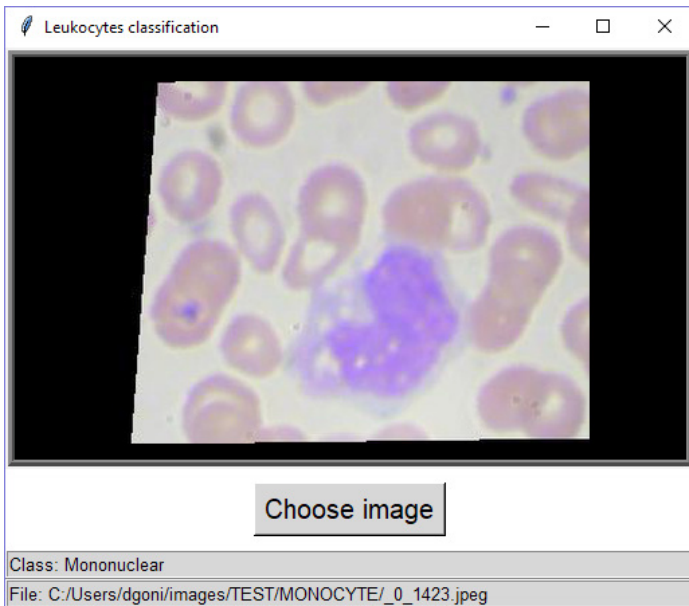 Leukocytes classification
Choose image
Class: Mononuclear
File: C:/Users/dgoni/images/TEST/MONOCYTE/_0_1423.jpeg